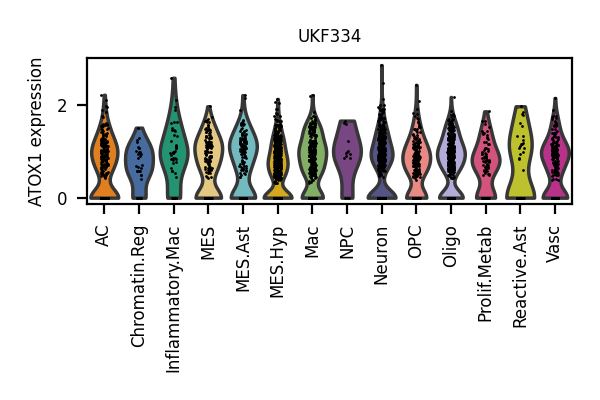 UKF334
ATOX1 expression
2
0
AC
Chromatin.Reg
Inflammatory.Mac
MES
MES.Ast
MES.Hyp
Mac
NPC
Neuron
OPC
Oligo
Prolif.Metab
Reactive.Ast
Vasc